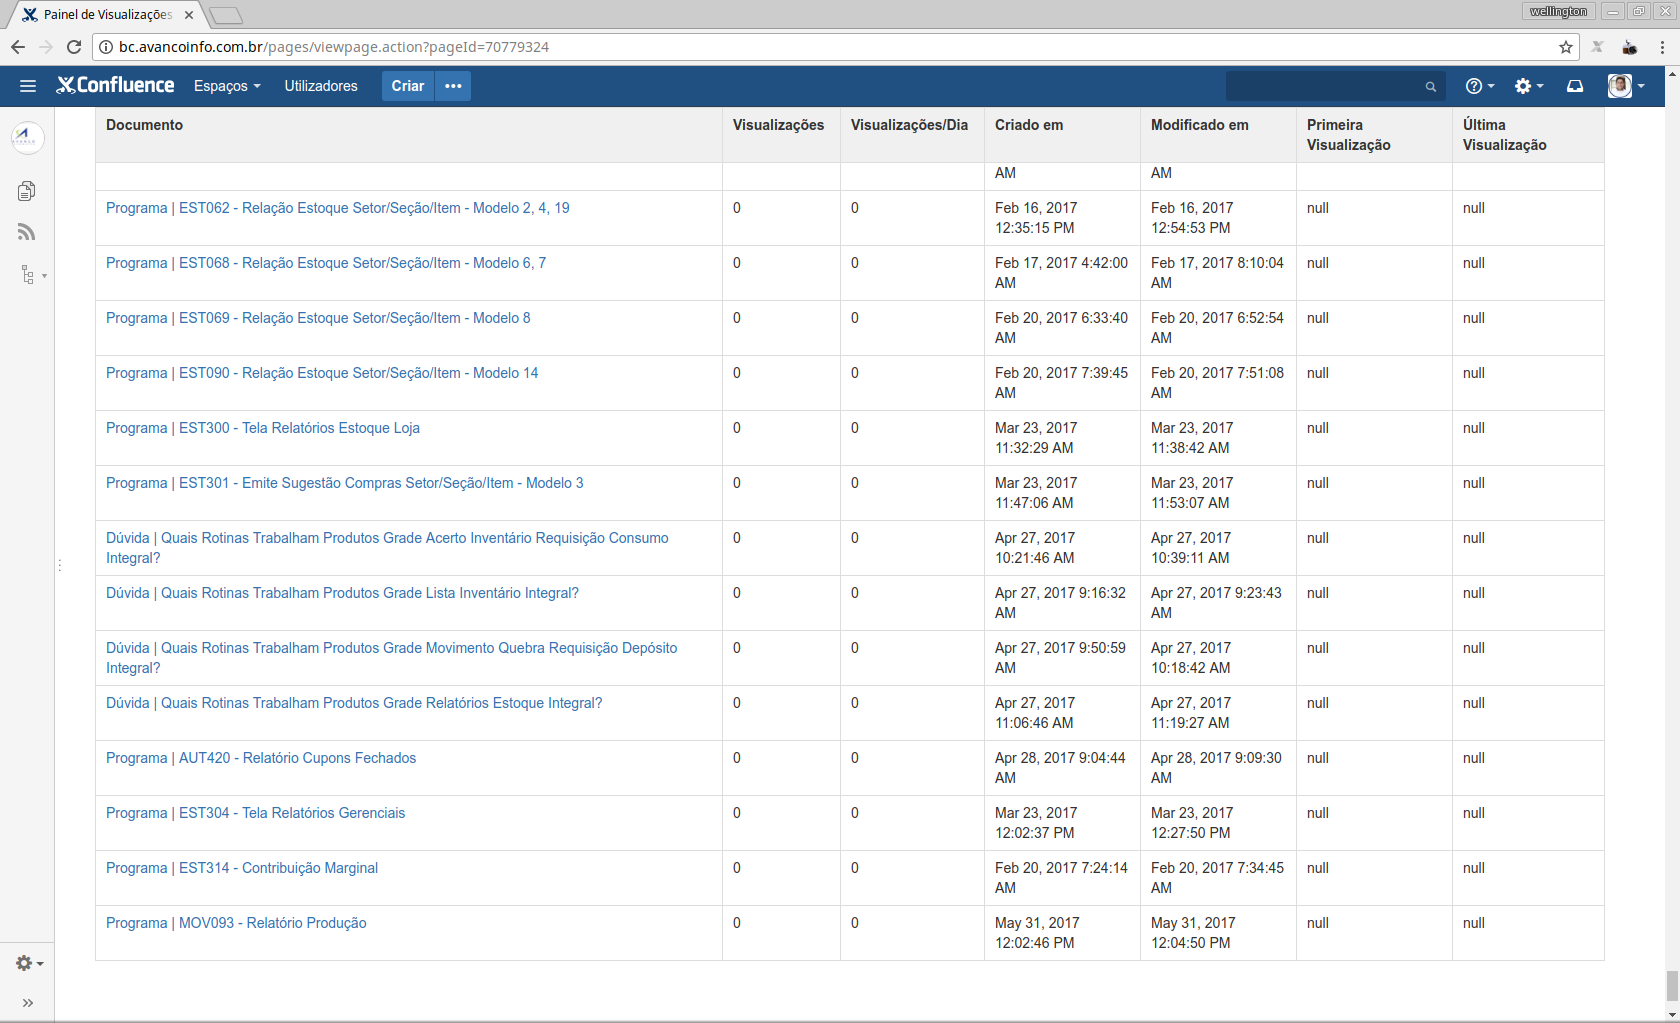 Painel de Visualizações
wellington
bc.avancoinfo.com.br/pages/viewpage.action?pageId=70779324
Confluence Espaços Utilizadores Criar
Documento Visualizações Visualizações/Dia Criado em Modificado em Primeira Última
Visualização Visualização
AM AM
Programa | EST062 - Relação Estoque Setor/Seção/Item - Modelo 2, 4, 19 0 0 Feb 16, 2017 Feb 16, 2017 null null
12:35:15 PM 12:54:53 PM
Programa | EST068 - Relação Estoque Setor/Seção/Item - Modelo 6, 7 0 0 Feb 17, 2017 4:42:00 Feb 17, 2017 8:10:04 null null
AM AM
Programa | EST069 - Relação Estoque Setor/Seção/Item - Modelo 8 0 0 Feb 20, 2017 6:33:40 Feb 20, 2017 6:52:54 null null
AM AM
Programa | EST090 - Relação Estoque Setor/Seção/Item - Modelo 14 0 0 Feb 20, 2017 7:39:45 Feb 20, 2017 7:51:08 null null
AM AM
Programa | EST300 - Tela Relatórios Estoque Loja 0 0 Mar 23, 2017 Mar 23, 2017 null null
11:32:29 AM 11:38:42 AM
Programa | EST301 - Emite Sugestão Compras Setor/Seção/Item - Modelo 3 0 0 Mar 23, 2017 Mar 23, 2017 null null
11:47:06 AM 11:53:07 AM
Dúvida | Quais Rotinas Trabalham Produtos Grade Acerto Inventário Requisição Consumo 0 0 Apr 27, 2017 Apr 27, 2017 null null
Integral? 10:21:46 AM 10:39:11 AM
Dúvida | Quais Rotinas Trabalham Produtos Grade Lista Inventário Integral? 0 0 Apr 27, 2017 9:16:32 Apr 27, 2017 9:23:43 null null
AM AM
Dúvida | Quais Rotinas Trabalham Produtos Grade Movimento Quebra Requisição Depósito 0 0 Apr 27, 2017 9:50:59 Apr 27, 2017 null null
Integral? AM 10:18:42 AM
Dúvida | Quais Rotinas Trabalham Produtos Grade Relatórios Estoque Integral? 0 0 Apr 27, 2017 Apr 27, 2017 null null
11:06:46 AM 11:19:27 AM
Programa | AUT420 - Relatório Cupons Fechados 0 0 Apr 28, 2017 9:04:44 Apr 28, 2017 9:09:30 null null
AM AM
Programa | EST304 - Tela Relatórios Gerenciais 0 0 Mar 23, 2017 Mar 23, 2017 null null
12:02:37 PM 12:27:50 PM
Programa | EST314 - Contribuição Marginal 0 0 Feb 20, 2017 7:24:14 Feb 20, 2017 7:34:45 null null
AM AM
Programa | MOV093 - Relatório Produção 0 0 May 31, 2017 May 31, 2017 null null
12:02:46 PM 12:04:50 PM